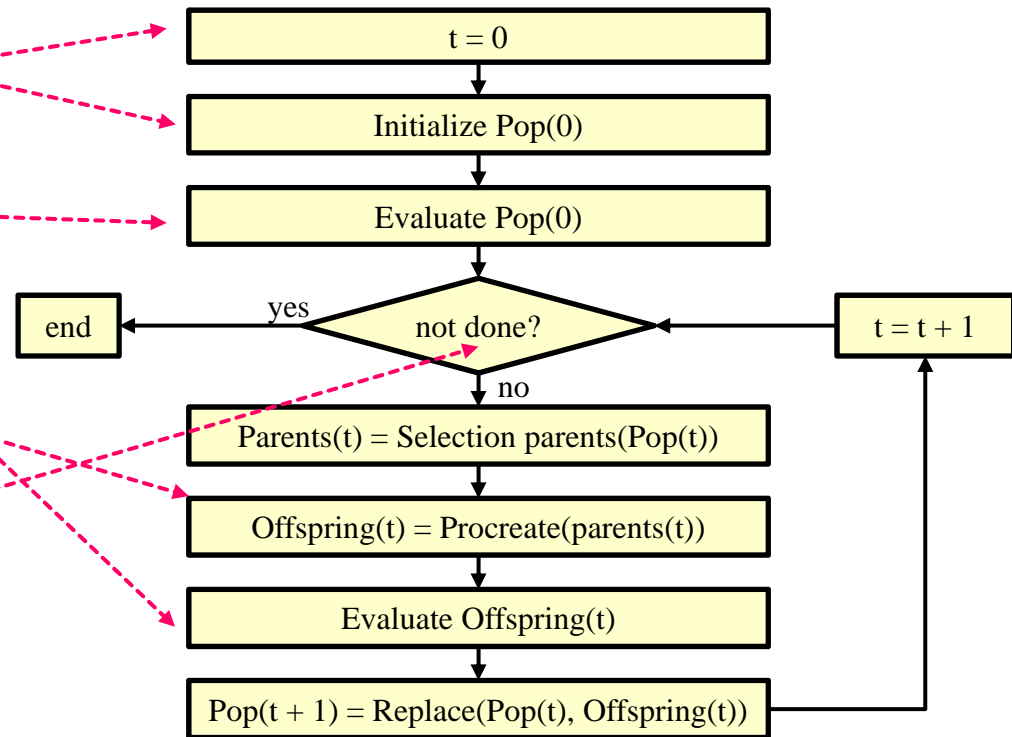 t = 0
Initialize Pop(0)
Evaluate Pop(0)
yes
end
not done?
t = t + 1
no
Parents(t) = Selection parents(Pop(t))
Offspring(t) = Procreate(parents(t))
Evaluate Offspring(t)
Pop(t + 1) = Replace(Pop(t), Offspring(t))